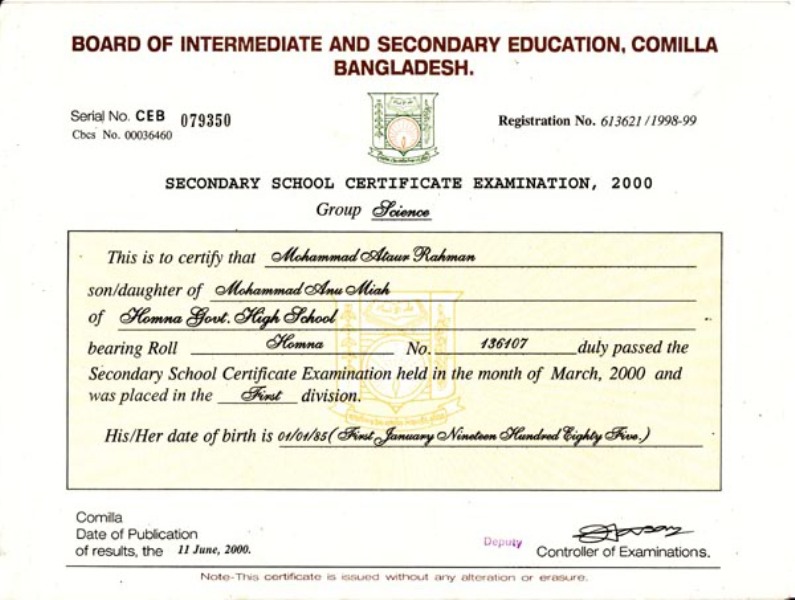 BOARD OF INTERMEDIATE AND SECONDARY EDUCATION, COMILLA
BANGLADESH.
Serial No. CEB 079350
Cbcs No. 00036460
Registration No. 613621/1998-99
SECONDARY SCHOOL CERTIFICATE EXAMINATION, 2000
Group Science
This is to certify that Mohammad Ataur Rahman
son/daughter of Mohammad Anu Miah
of Homna Govt. High School
bearing Roll Homna No. 136107 duly passed the
Secondary School Certificate Examination held in the month of March, 2000 and
was placed in the First division.
His/Her date of birth is 01/01/85( First January Nineteen Hundred Eighty Five.)
Comilla
Date of Publication
of results, the 11 June, 2000.
Deputy Controller of Examinations.
Note-This certificate is issued without any alteration or erasure.